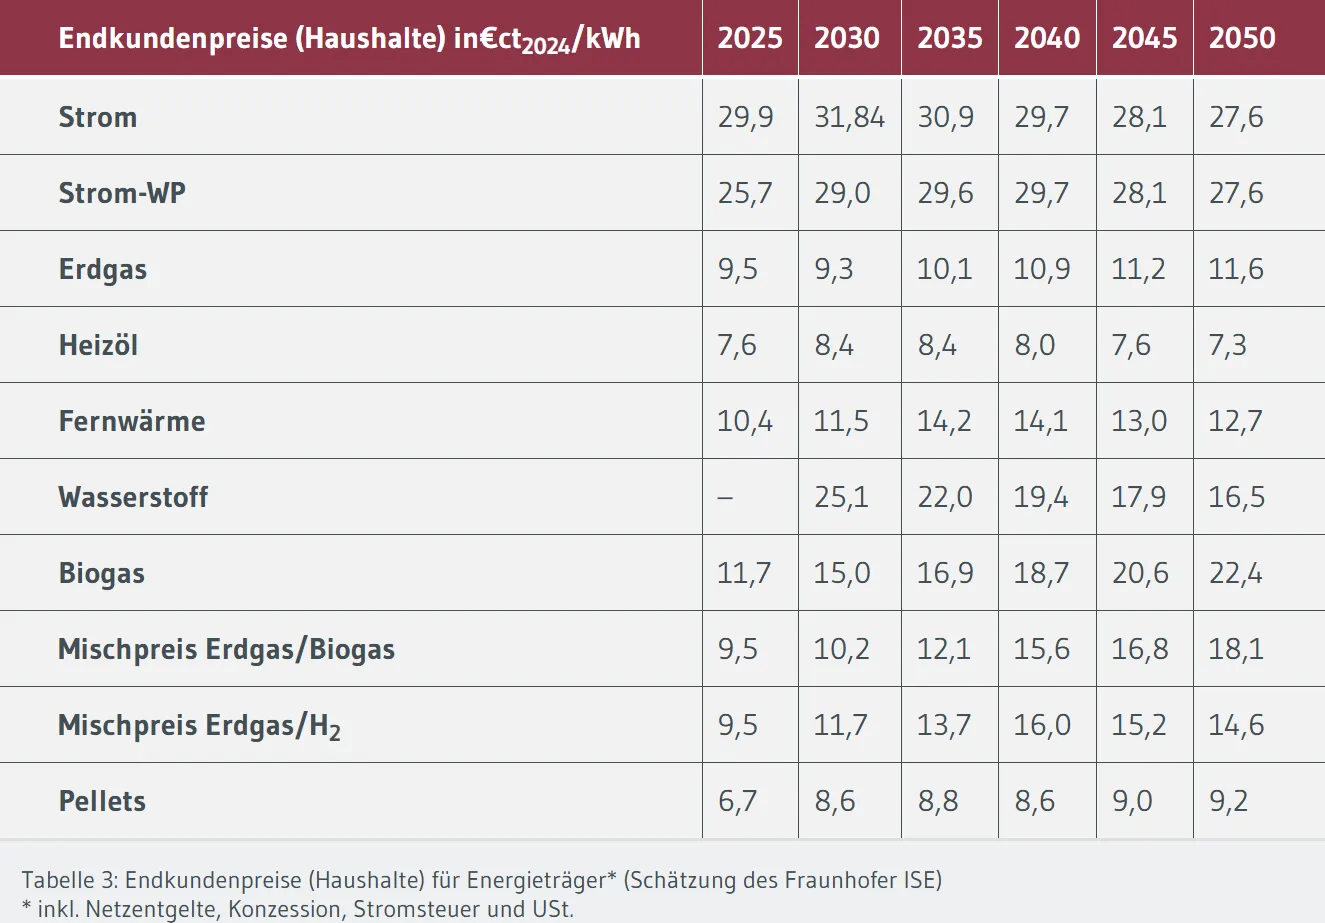 Endkundenpreise (Haushalte) in€ct2024/kWh 2025 2030 2035 2040 2045 2050
Strom 29,9 31,84 30,9 29,7 28,1 27,6
Strom-WP 25,7 29,0 29,6 29,7 28,1 27,6
Erdgas 9,5 9,3 10,1 10,9 11,2 11,6
Heizöl 7,6 8,4 8,4 8,0 7,6 7,3
Fernwärme 10,4 11,5 14,2 14,1 13,0 12,7
Wasserstoff – 25,1 22,0 19,4 17,9 16,5
Biogas 11,7 15,0 16,9 18,7 20,6 22,4
Mischpreis Erdgas/Biogas 9,5 10,2 12,1 15,6 16,8 18,1
Mischpreis Erdgas/H2 9,5 11,7 13,7 16,0 15,2 14,6
Pellets 6,7 8,6 8,8 8,6 9,0 9,2
Tabelle 3: Endkundenpreise (Haushalte) für Energieträger* (Schätzung des Fraunhofer ISE)
* inkl. Netzentgelte, Konzession, Stromsteuer und USt.